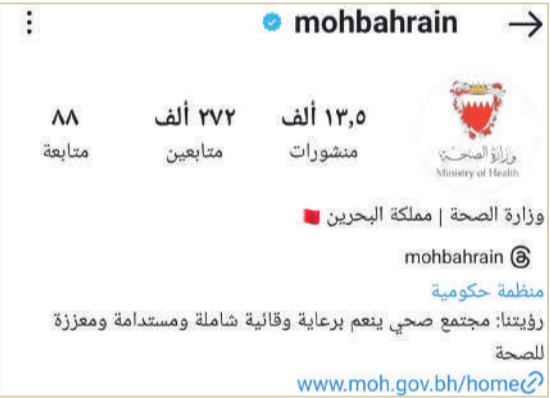 mohbahrain
١٣,٥ ألف ٢٧٢ ألف ٨٨
منشورات متابعين متابعة
وزارة الصحة
Ministry of Health
وزارة الصحة | مملكة البحرين 🇧🇭
mohbahrain
منظمة حكومية
رؤيتنا: مجتمع صحي ينعم برعاية وقائية شاملة ومستدامة ومعززة
للصحة
www.moh.gov.bh/home